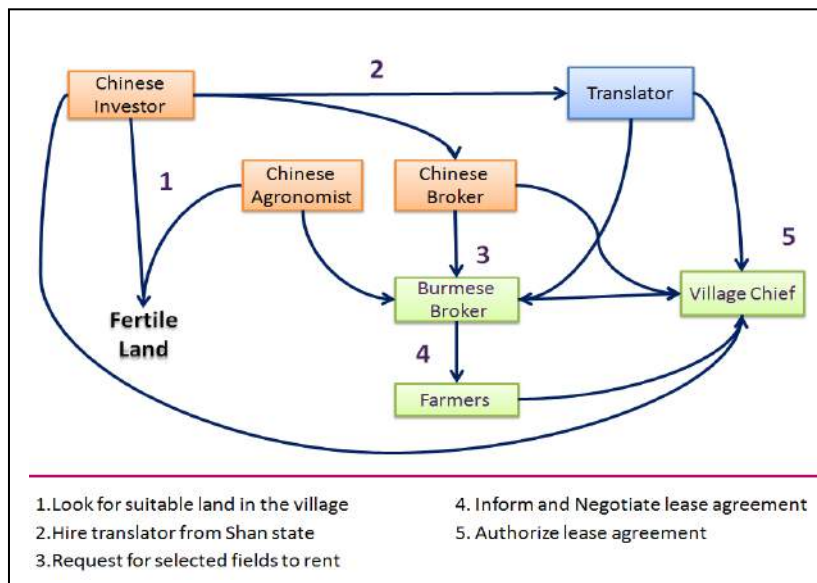 2
Chinese
Investor
Translator
1
Chinese
Agronomist
Chinese
Broker
5
3
Burmese
Broker
Village Chief
Fertile
Land
4
Farmers
1.Look for suitable land in the village
2.Hire translator from Shan state
3.Request for selected fields to rent
4. Inform and Negotiate lease agreement
5. Authorize lease agreement